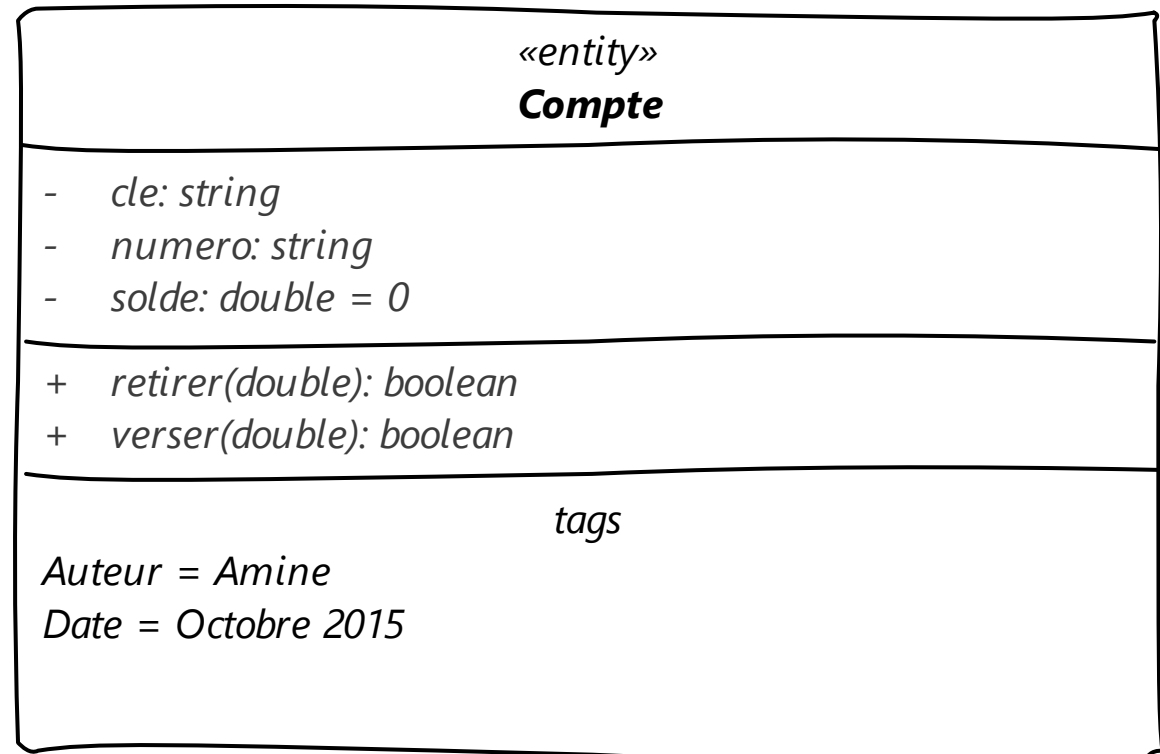 «entity»
Compte
- cle: string
- numero: string
- solde: double = 0
+ retirer(double): boolean
+ verser(double): boolean
tags
Auteur = Amine
Date = Octobre 2015